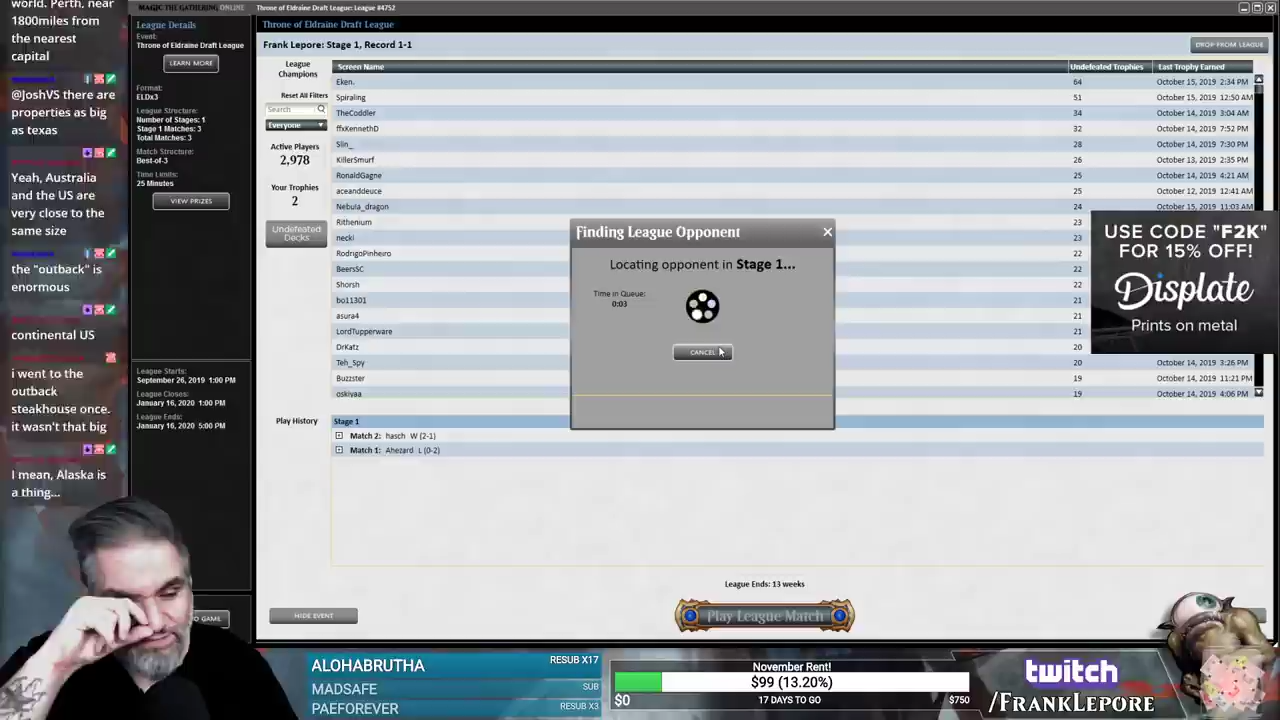 world. Perth, near
1800miles from
the nearest
capital
@JoshVS there are
properties as big
as texas
Yeah, Australia
and the US are
very close to the
same size
the "outback" is
enormous
continental US
i went to the
outback
steakhouse once.
it wasn't that big
I mean, Alaska is
a thing...
MAGIC THE GATHERING ONLINE
Throne of Eldraine Draft League: League #4752
League Details
Event:
Throne of Eldraine Draft League
LEARN MORE
Format:
ELDx3
League Structure:
Number of Stages: 1
Stage 1 Matches: 3
Total Matches: 3
Match Structure:
Best-of-3
Time Limits:
25 Minutes
VIEW PRIZES
League Starts:
September 26, 2019 1:00 PM
League Closes:
January 16, 2020 1:00 PM
League Ends:
January 16, 2020 5:00 PM
O GAME
Throne of Eldraine Draft League
Frank Lepore: Stage 1, Record 1-1
DROP FROM LEAGUE
League
Champions
Reset All Filters
Search
Everyone
Active Players
2,978
Your Trophies
2
Undefeated
Decks
Screen Name Undefeated Trophies Last Trophy Earned
Eken. 64 October 15, 2019 2:34 PM
Spiraling 51 October 15, 2019 12:50 AM
TheCoddler 34 October 14, 2019 3:04 AM
ffxKennethD 32 October 14, 2019 7:52 PM
Slin_ 28 October 14, 2019 7:30 PM
KillerSmurf 26 October 13, 2019 2:35 PM
RonaldGagne 25 October 14, 2019 4:21 AM
aceanddeuce 25 October 12, 2019 12:41 AM
Nebula_dragon 24 October 15, 2019 11:03 AM
Rithenium 23
necki 23
RodrigoPinheiro 22
BeersSC 22
Shorsh 22
bo11301 21
asura4 21
LordTupperware 21
DrKatz 20
Teh_Spy 20 October 14, 2019 3:26 PM
Buzzster 19 October 14, 2019 11:21 PM
oskiyaa 19 October 14, 2019 4:06 PM
Finding League Opponent
Locating opponent in Stage 1...
Time in Queue:
0:03
CANCEL
USE CODE "F2K"
FOR 15% OFF!
Displate
Prints on metal
Play History
Stage 1
Match 2: hasch W (2-1)
Match 1: Ahezard L (0-2)
League Ends: 13 weeks
HIDE EVENT
Play League Match
ALOHABRUTHA RESUB X17
MADSAFE SUB
PAEFOREVER RESUB X3
November Rent!
$99 (13.20%)
$0 17 DAYS TO GO $750
twitch
/FRANKLEPORE